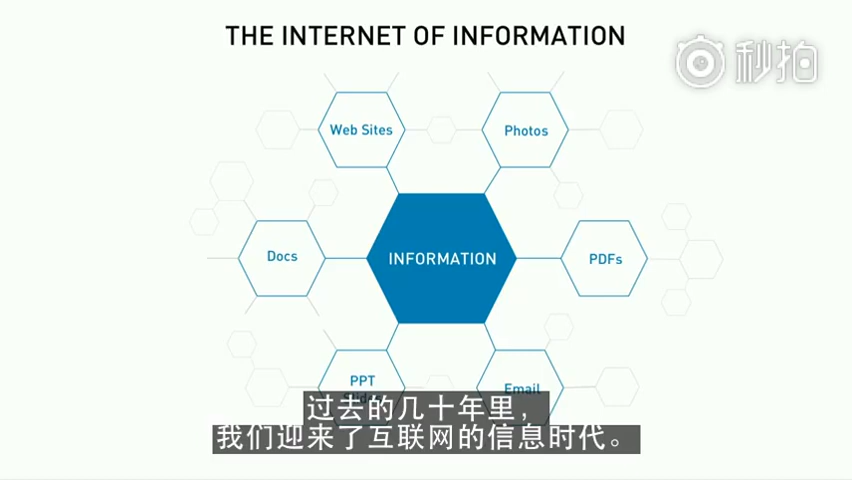 THE INTERNET OF INFORMATION
秒拍
Web Sites
Photos
Docs
INFORMATION
PDFs
PPT
Slides
Email
过去的几十年里，
我们迎来了互联网的信息时代。